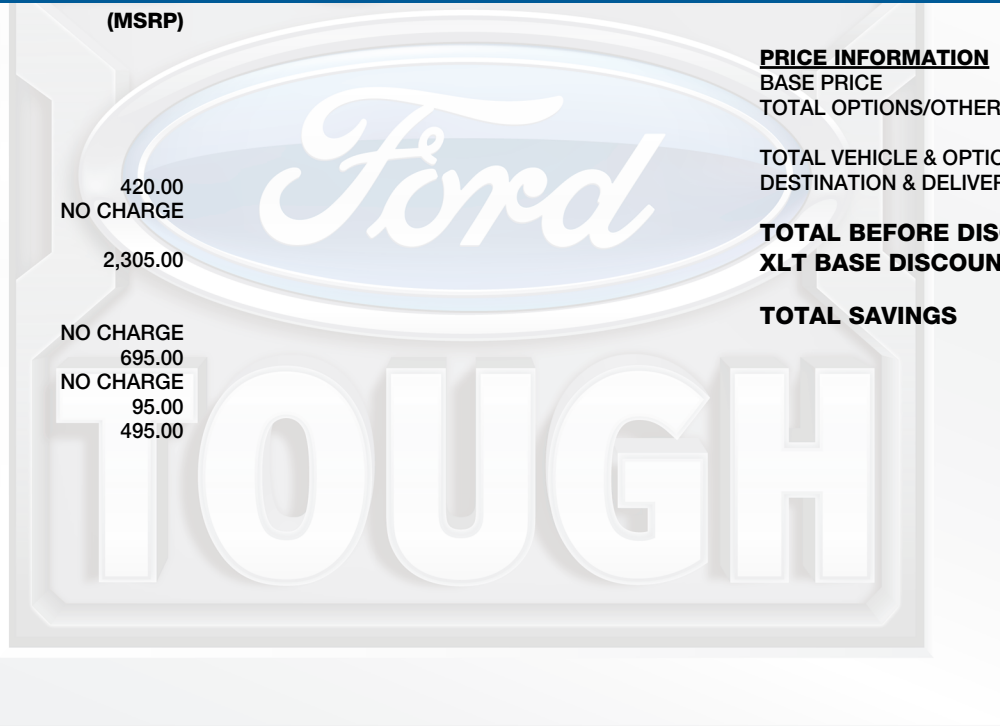 (MSRP)
420.00
NO CHARGE
2,305.00
NO CHARGE
695.00
NO CHARGE
95.00
495.00
PRICE INFORMATION
BASE PRICE
TOTAL OPTIONS/OTHER
TOTAL VEHICLE & OPTIO
DESTINATION & DELIVER
TOTAL BEFORE DIS
XLT BASE DISCOUN
TOTAL SAVINGS
Ford
TOUGH